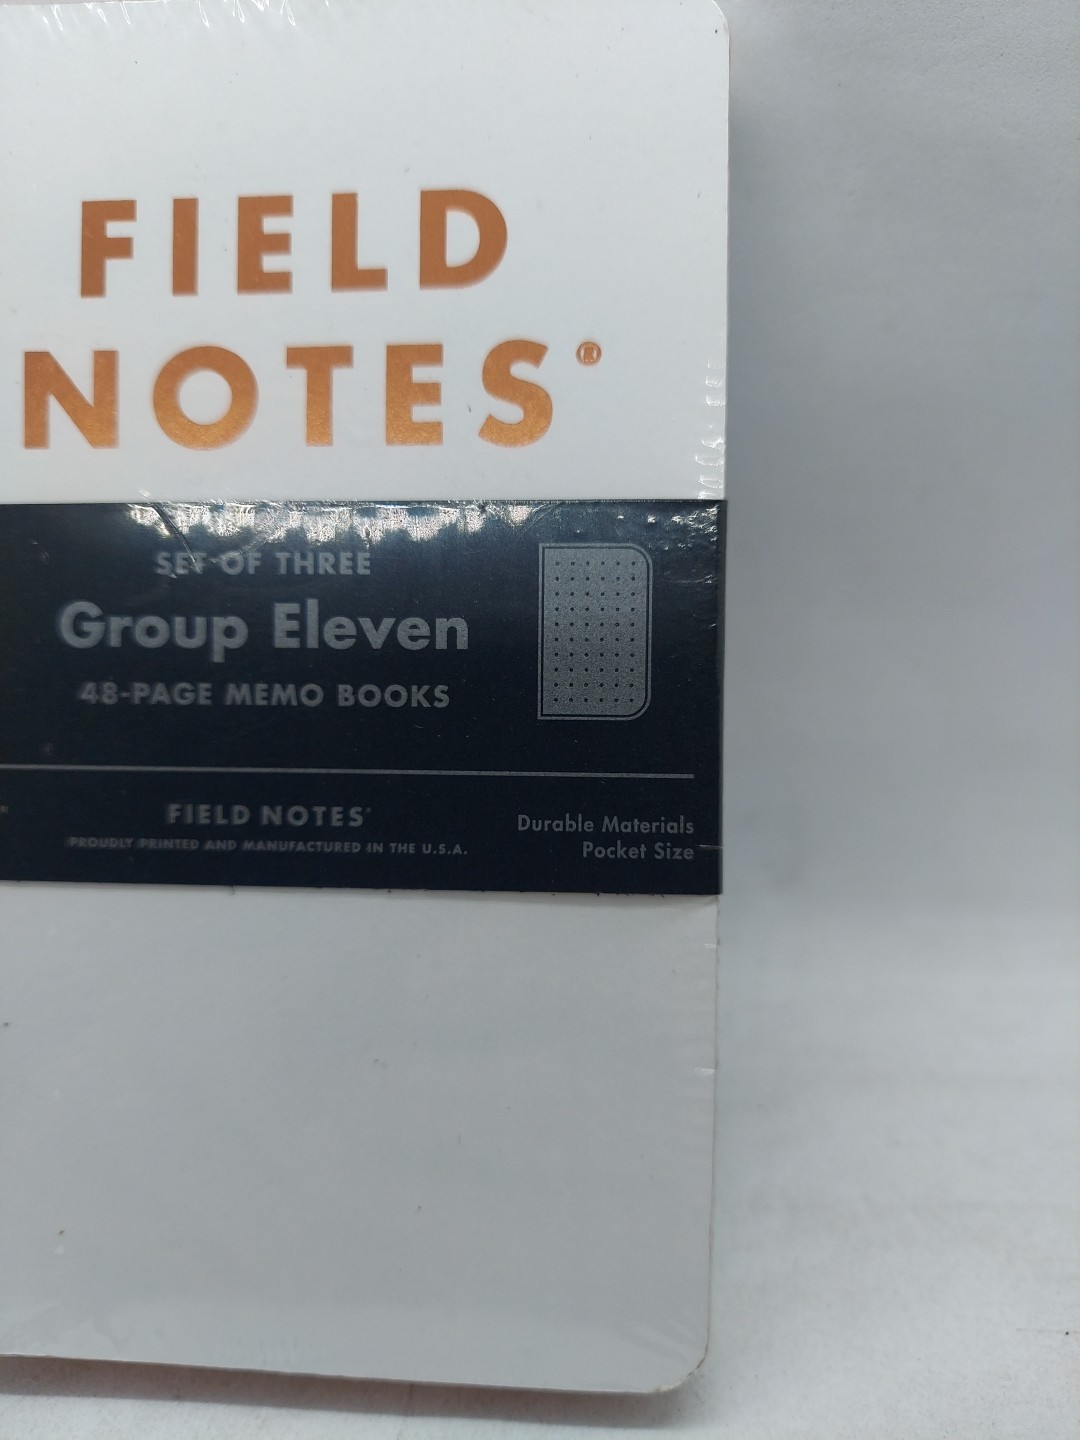 FIELD
NOTES®
SET OF THREE
Group Eleven
48-PAGE MEMO BOOKS
FIELD NOTES
PROUDLY PRINTED AND MANUFACTURED IN THE U.S.A.
Durable Materials
Pocket Size